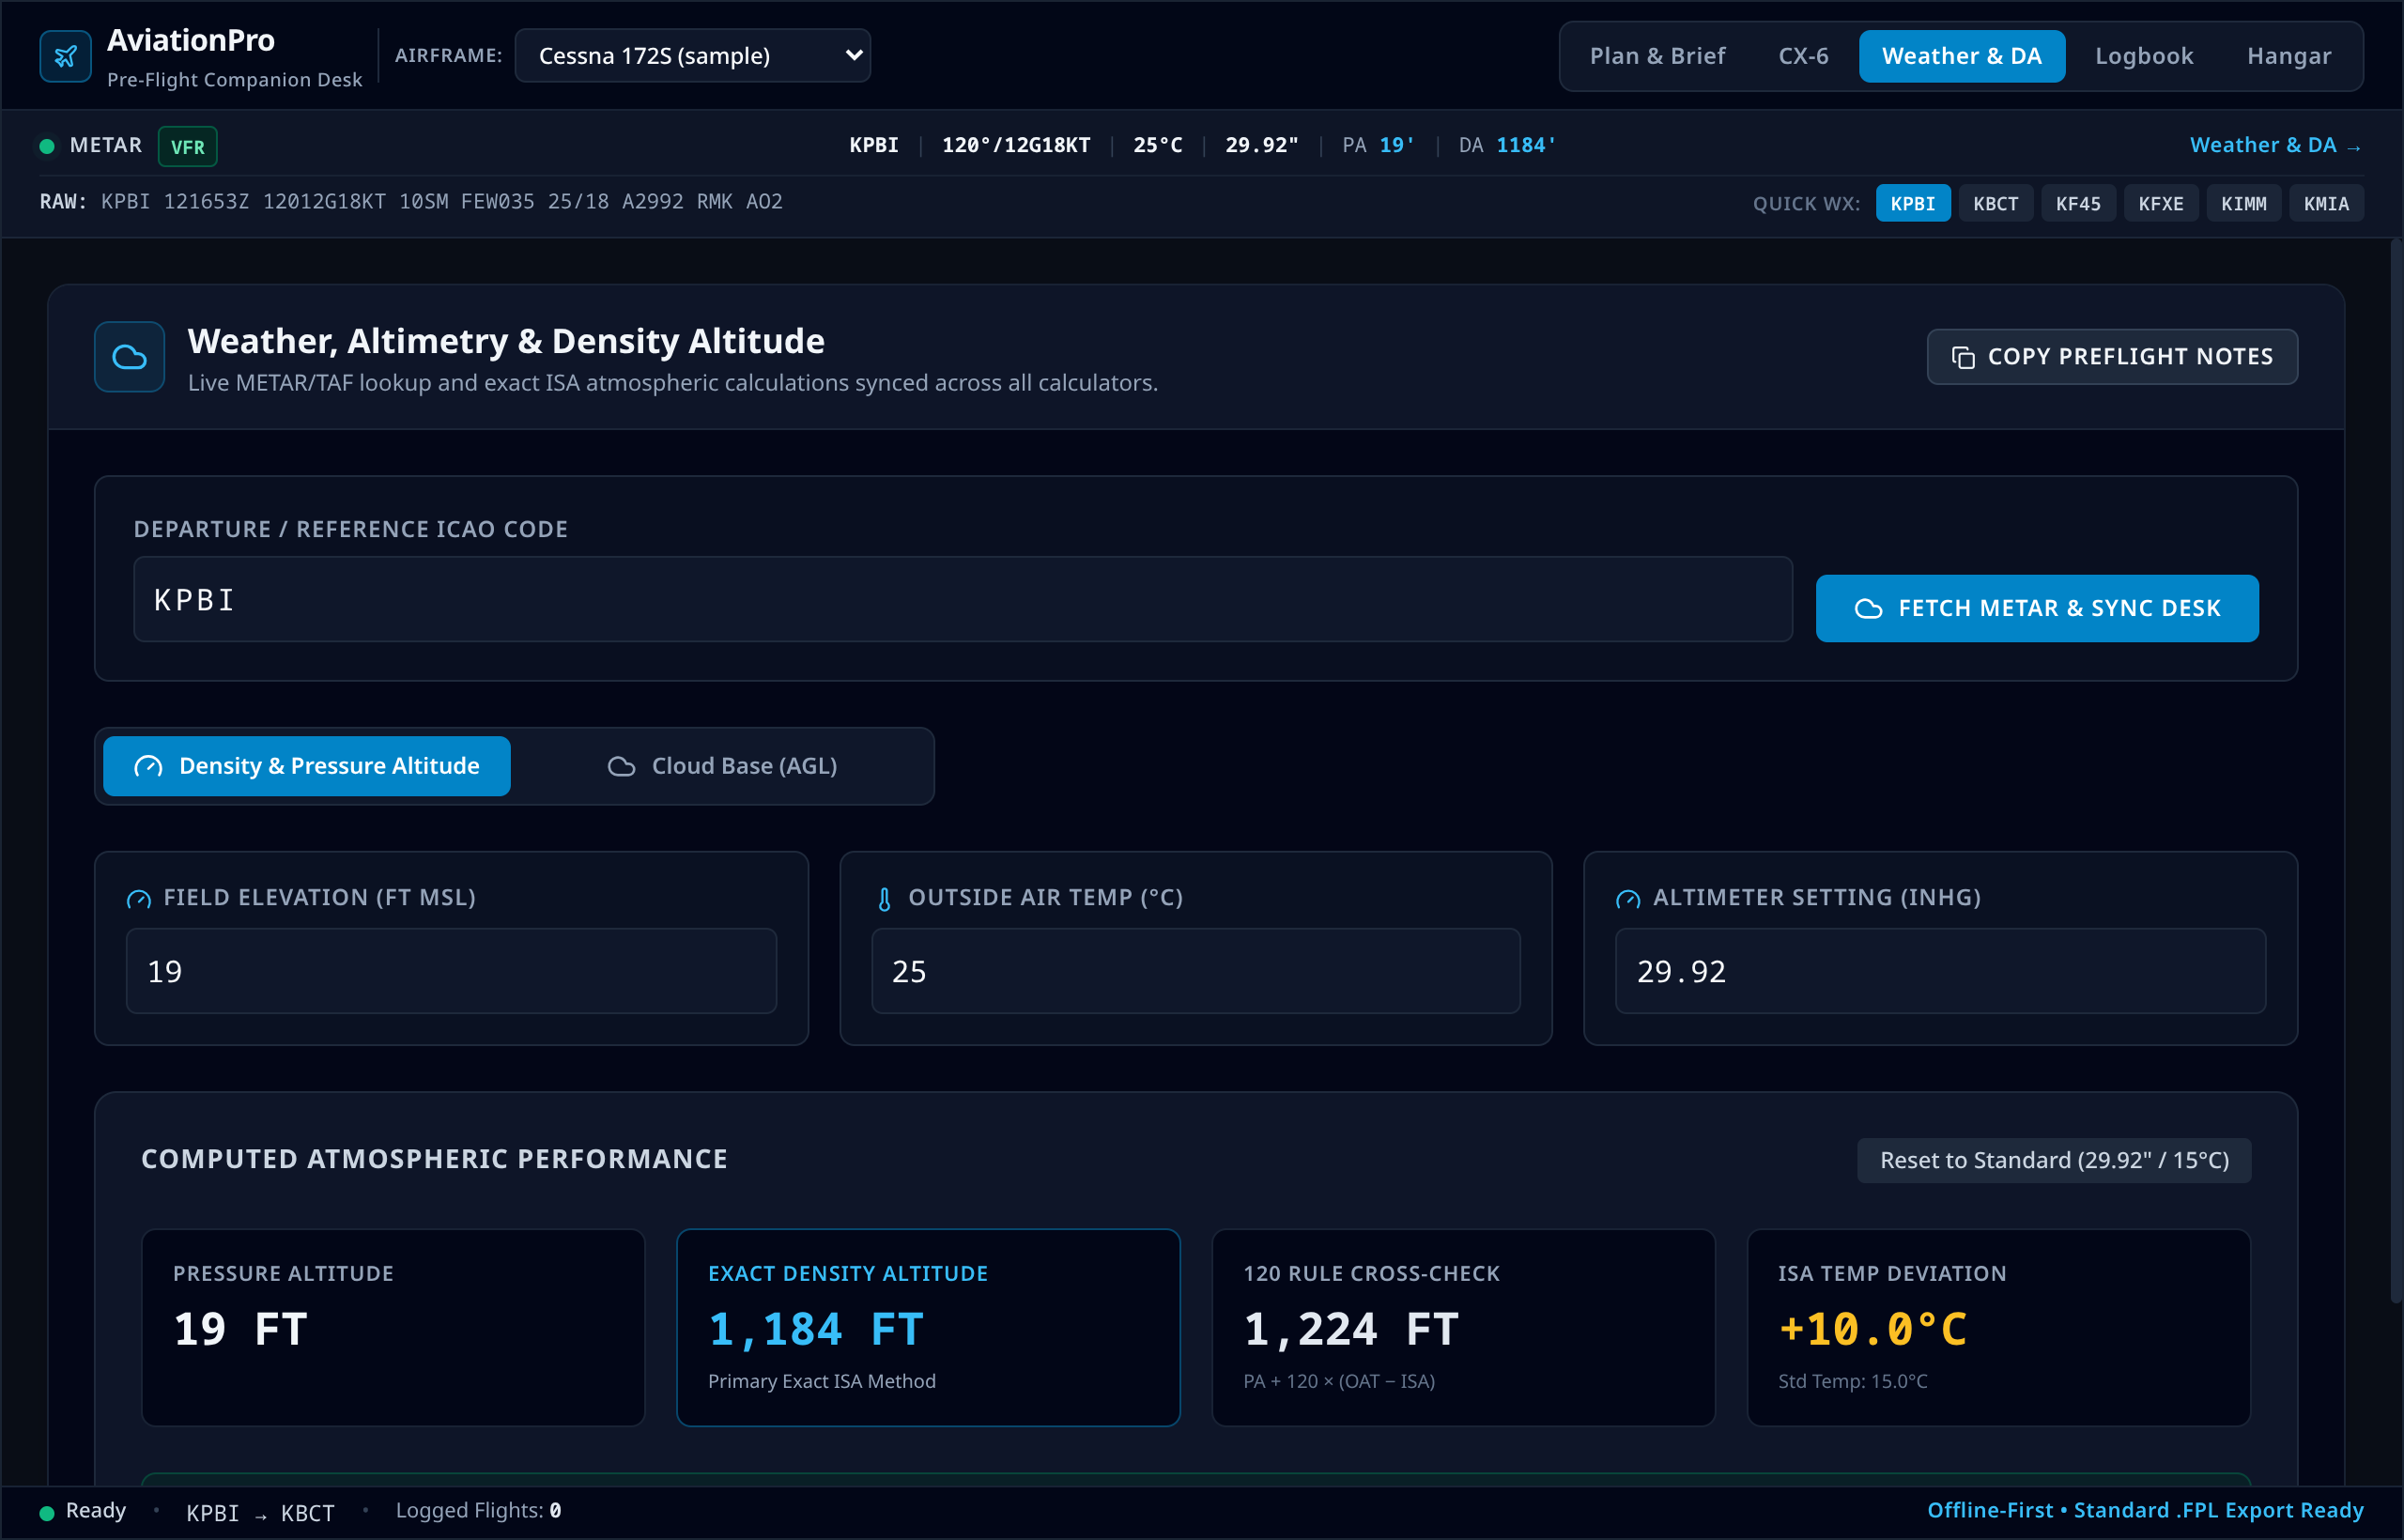 AviationPro
Pre-Flight Companion Desk
AIRFRAME:
Cessna 172S (sample)
Plan & Brief
CX-6
Weather & DA
Logbook
Hangar
METAR
VFR
KPBI | 120°/12G18KT | 25°C | 29.92" | PA 19' | DA 1184'
Weather & DA →
RAW: KPBI 121653Z 12012G18KT 10SM FEW035 25/18 A2992 RMK AO2
QUICK WX:
KPBI
KBCT
KF45
KFXE
KIMM
KMIA
Weather, Altimetry & Density Altitude
Live METAR/TAF lookup and exact ISA atmospheric calculations synced across all calculators.
COPY PREFLIGHT NOTES
DEPARTURE / REFERENCE ICAO CODE
KPBI
FETCH METAR & SYNC DESK
Density & Pressure Altitude
Cloud Base (AGL)
FIELD ELEVATION (FT MSL)
19
OUTSIDE AIR TEMP (°C)
25
ALTIMETER SETTING (INHG)
29.92
COMPUTED ATMOSPHERIC PERFORMANCE
Reset to Standard (29.92" / 15°C)
PRESSURE ALTITUDE
19 FT
EXACT DENSITY ALTITUDE
1,184 FT
Primary Exact ISA Method
120 RULE CROSS-CHECK
1,224 FT
PA + 120 × (OAT − ISA)
ISA TEMP DEVIATION
+10.0°C
Std Temp: 15.0°C
Ready • KPBI → KBCT • Logged Flights: 0
Offline-First • Standard .FPL Export Ready